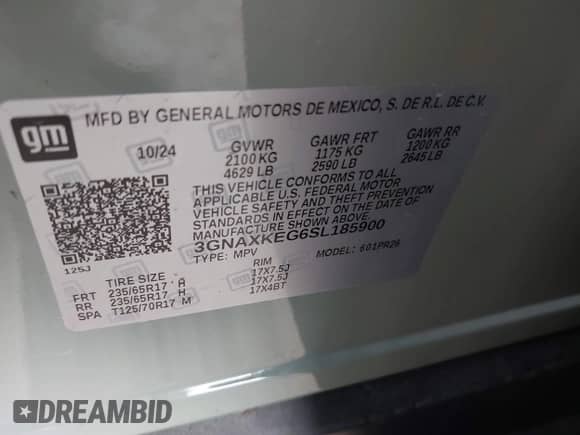 gm
MFD BY GENERAL MOTORS DE MEXICO, S. DE R.L. DE C.V.
10/24 GVWR GAWR FRT GAWR RR
2100 KG 1175 KG 1200 KG
4629 LB 2590 LB 2645 LB
THIS VEHICLE CONFORMS TO ALL
APPLICABLE U.S. FEDERAL MOTOR
VEHICLE SAFETY AND THEFT PREVENTION
STANDARDS IN EFFECT ON THE DATE OF
MANUFACTURE SHOWN ABOVE.
3GNAXKEG6SL185900
TYPE: MPV MODEL: 601PR26
125J
TIRE SIZE RIM
FRT 235/65R17 A 17X7.5J
RR 235/65R17 H 17X7.5J
SPA T125/70R17 M 17X4BT
DREAMBID